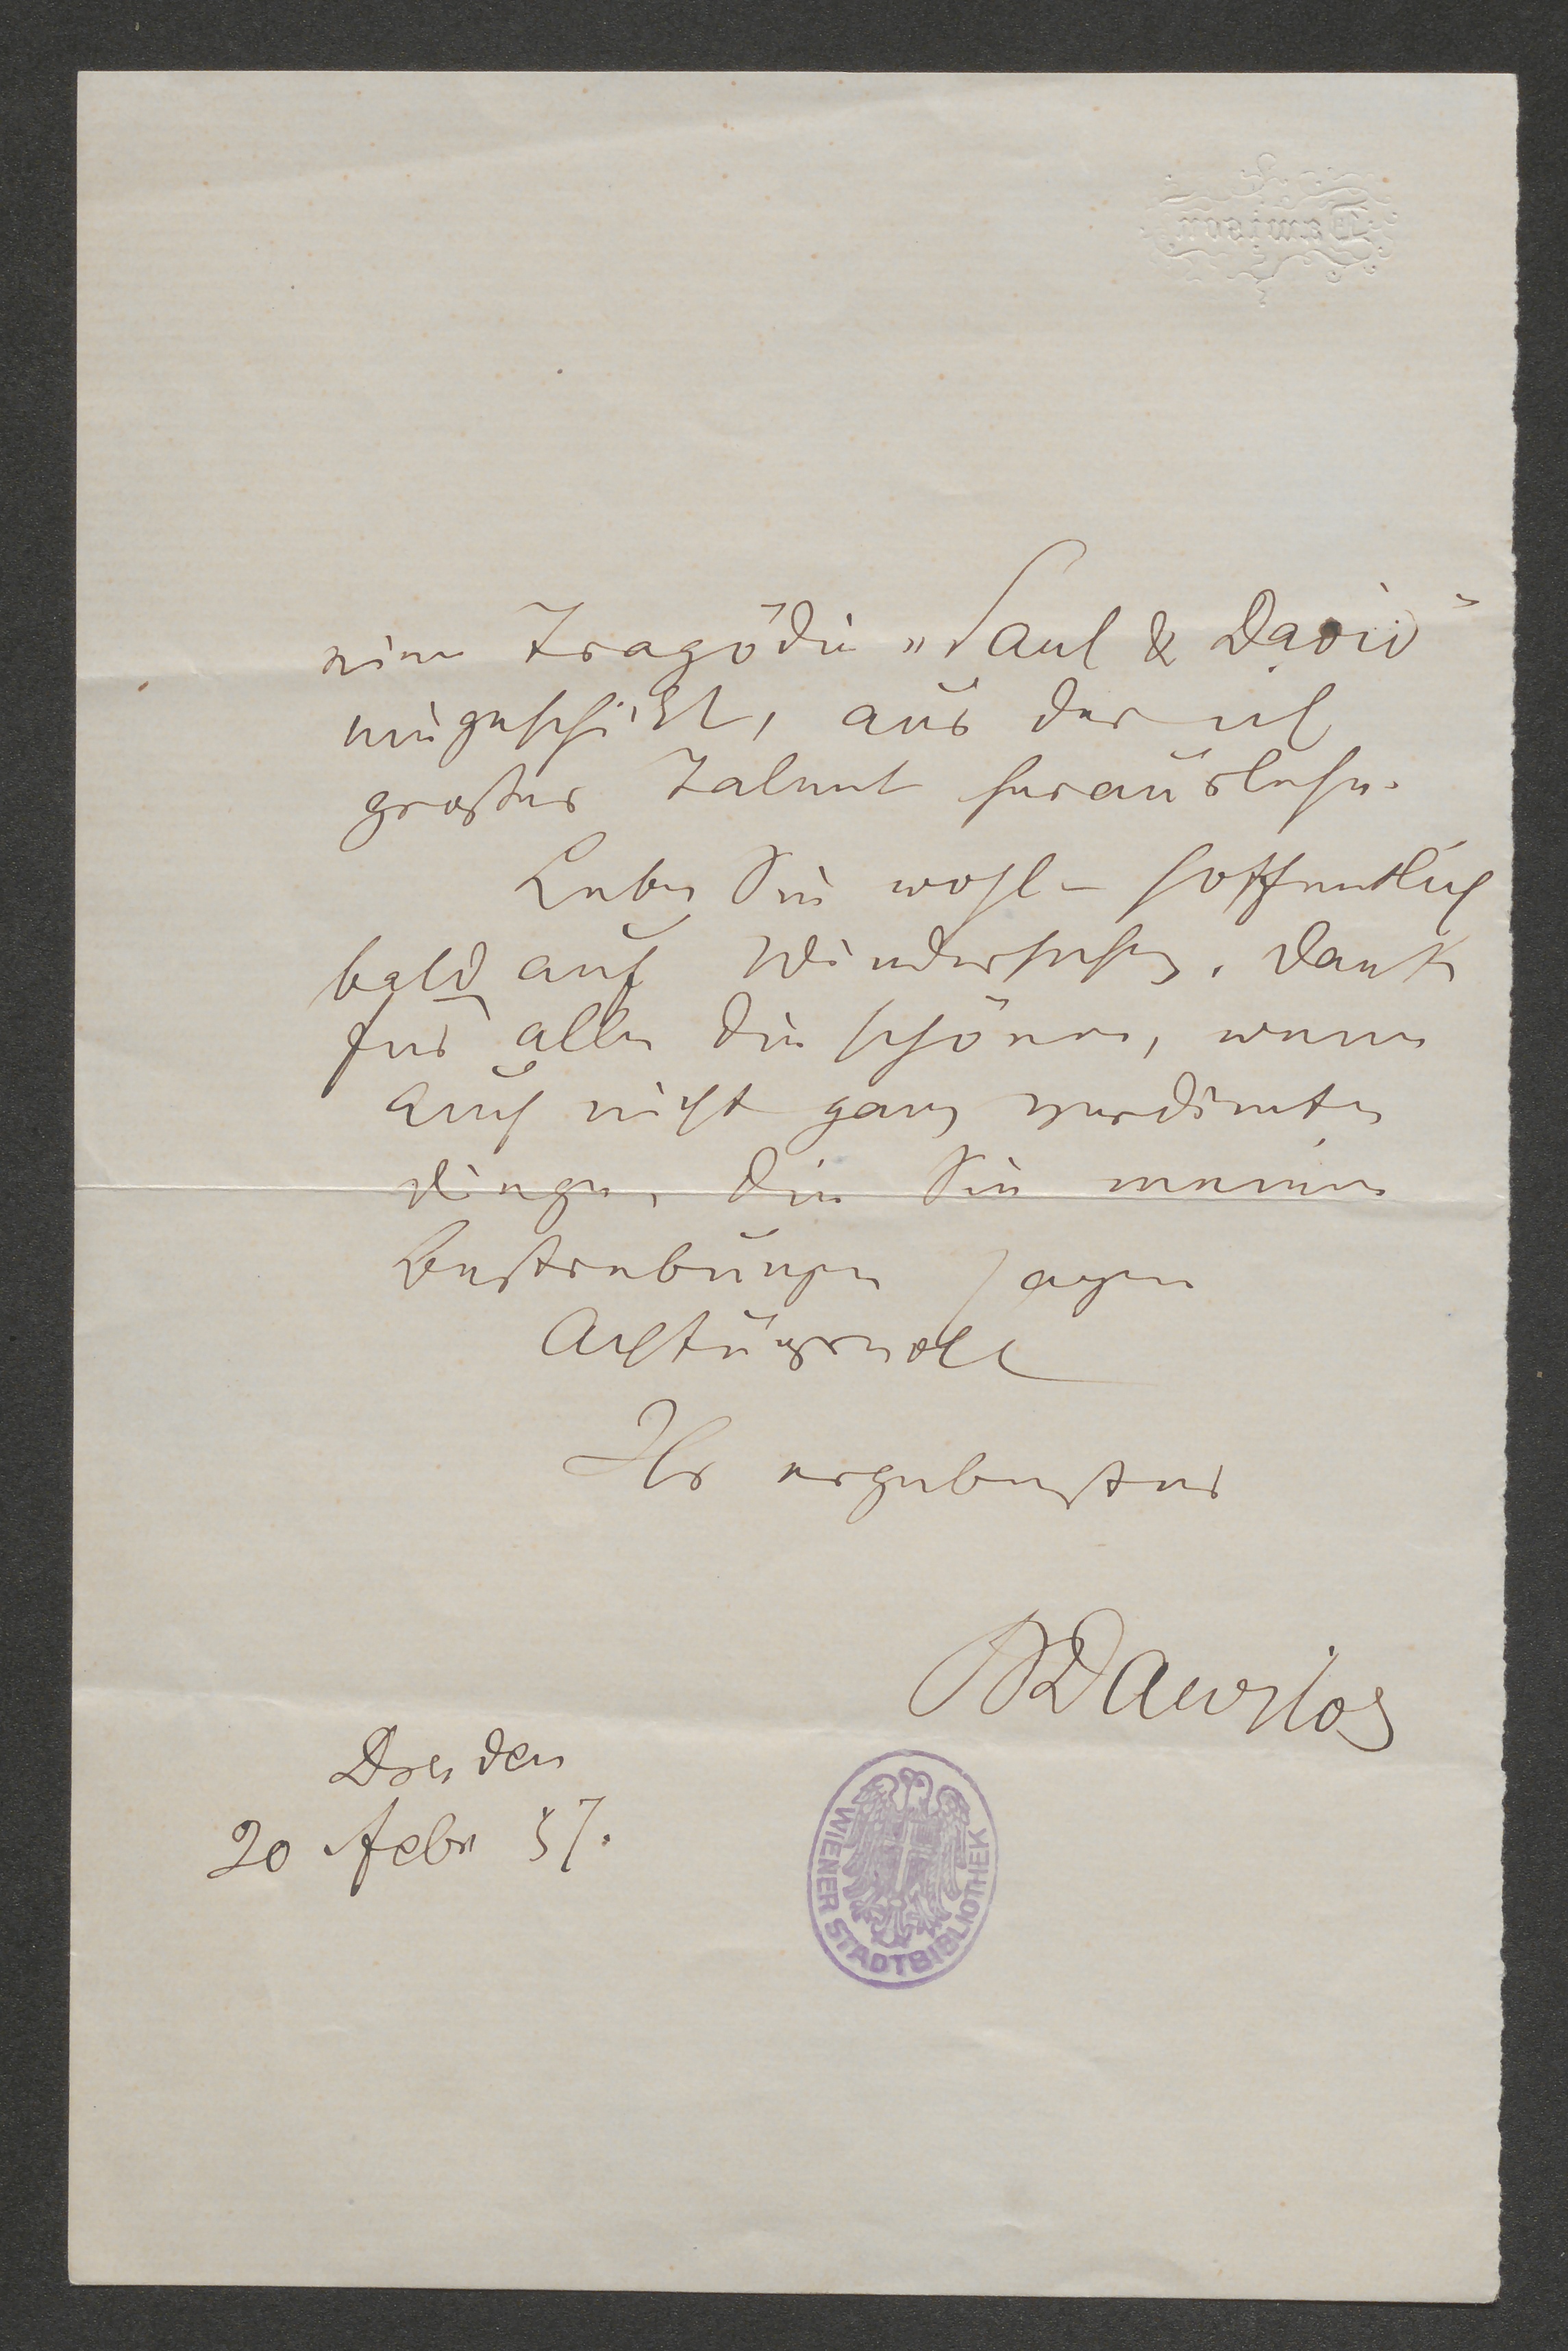 Dawison
eine Tragödie „Saul & David“
eingeschickt, aus der ich
großes Talent herauslese.
Leben Sie wohl – hoffentlich
bald auf Wiedersehen. Dank
für alle die schönen, wenn
auch nicht ganz verdienten
Dinge, die Sie meinen
Bestrebungen sagen
Achtungsvoll
Ihr ergebenster
BDawison
Dresden
20 Febr 57.
WIENER STADTBIBLIOTHEK